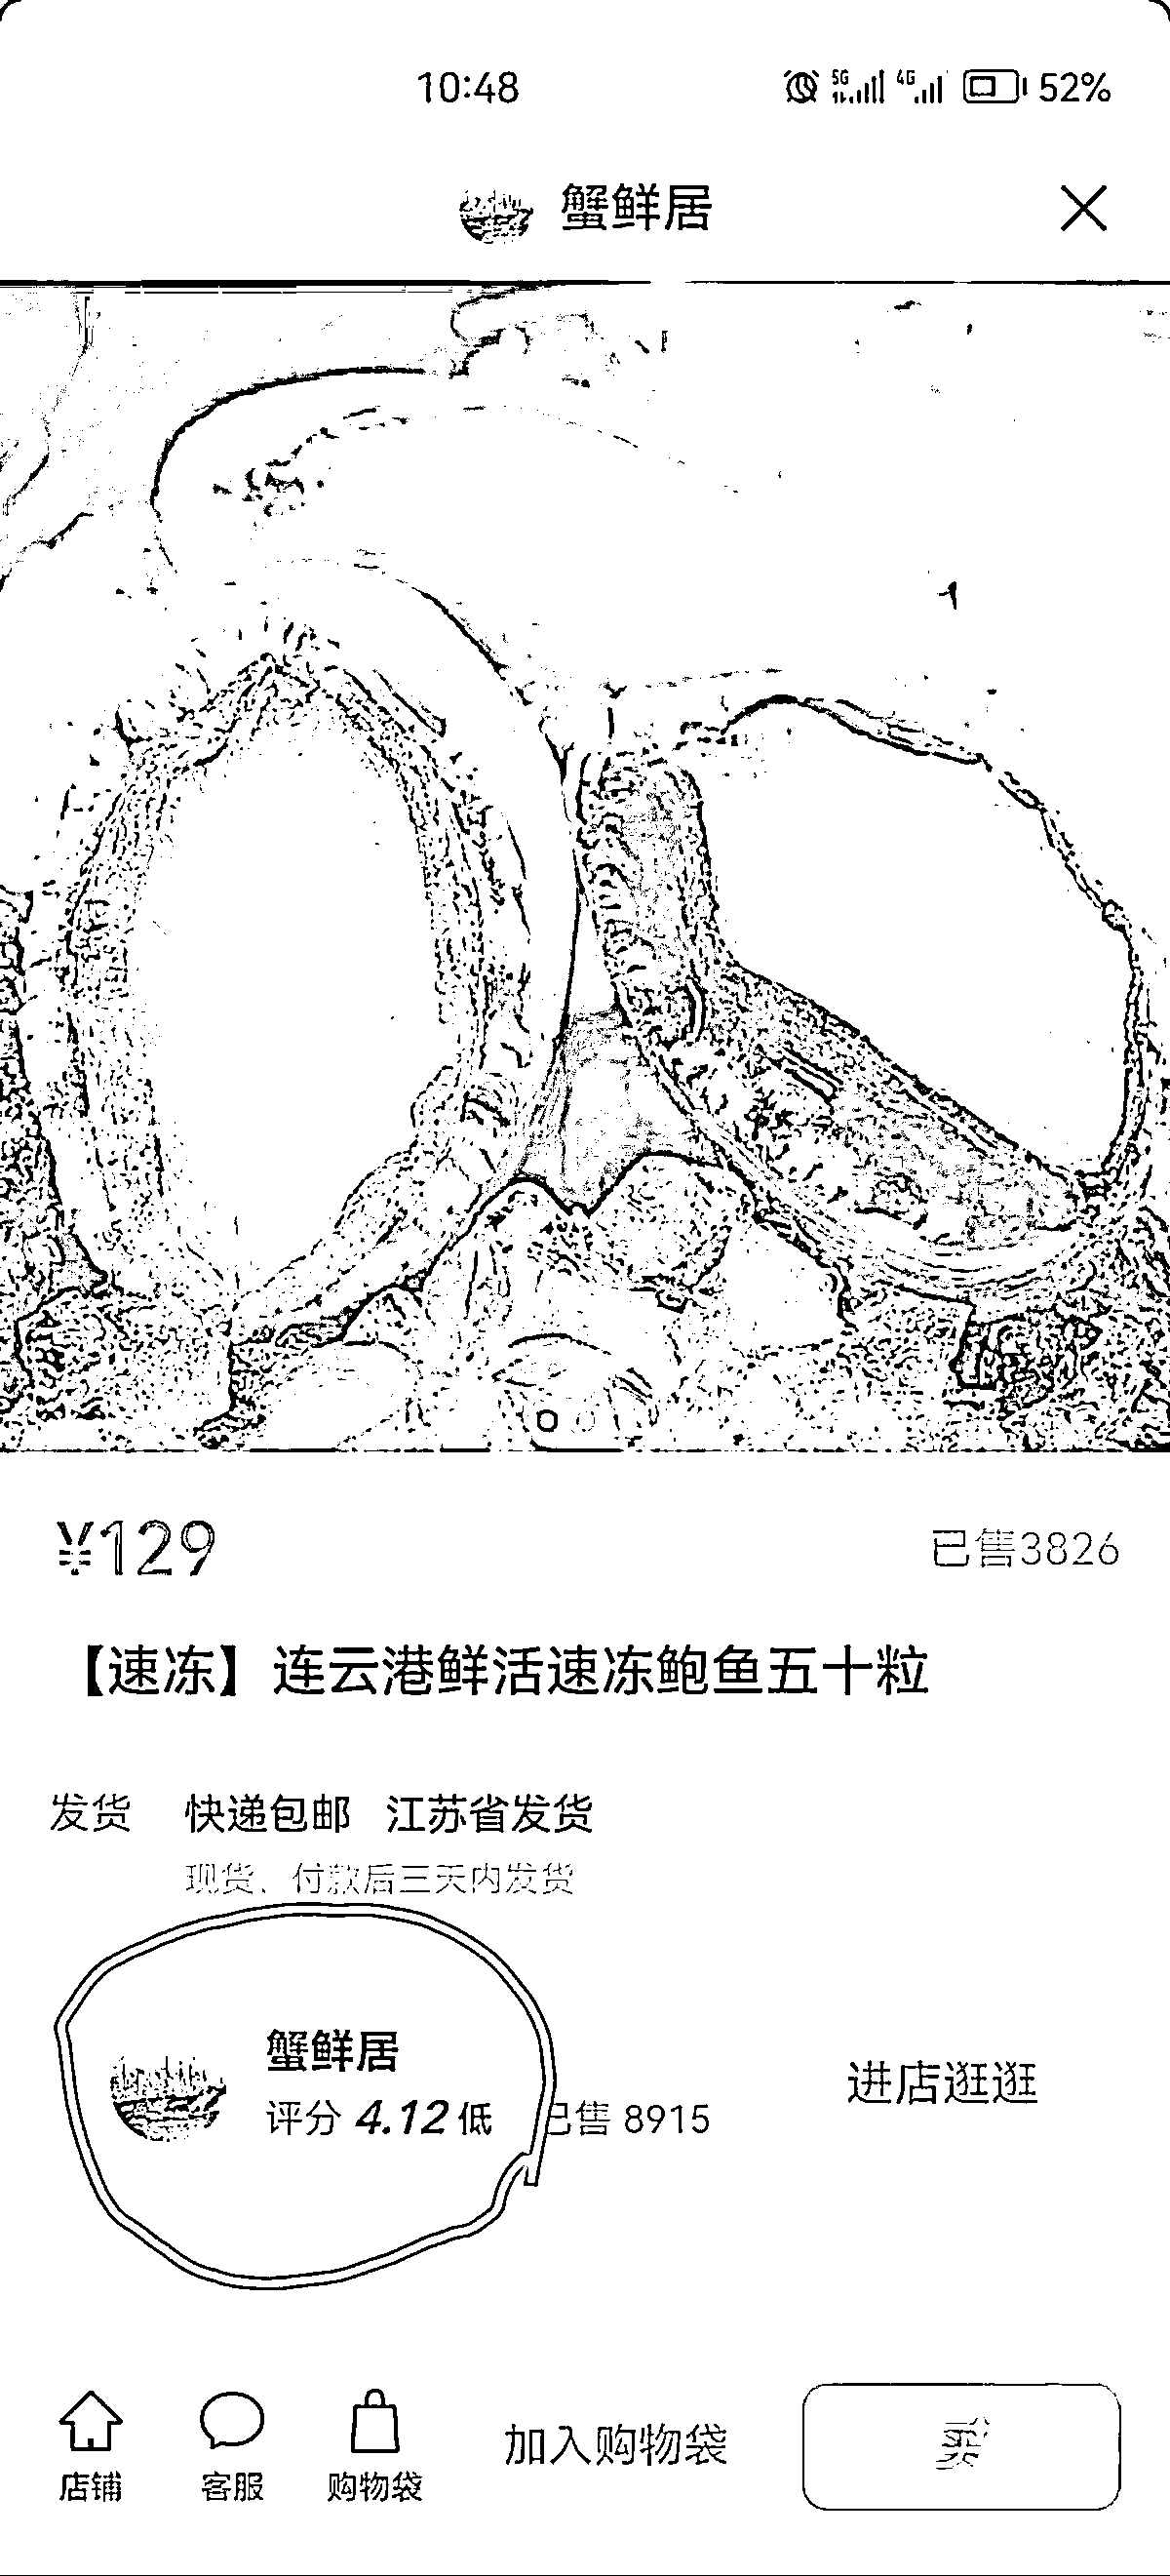 10:48 5G 4G 52%
蟹鲜居
¥129 已售3826
【速冻】连云港鲜活速冻鲍鱼五十粒
发货 快递包邮 江苏省发货
现货、付款后三天内发货
蟹鲜居
评分 4.12 低 已售 8915
进店逛逛
店铺 客服 购物袋 加入购物袋